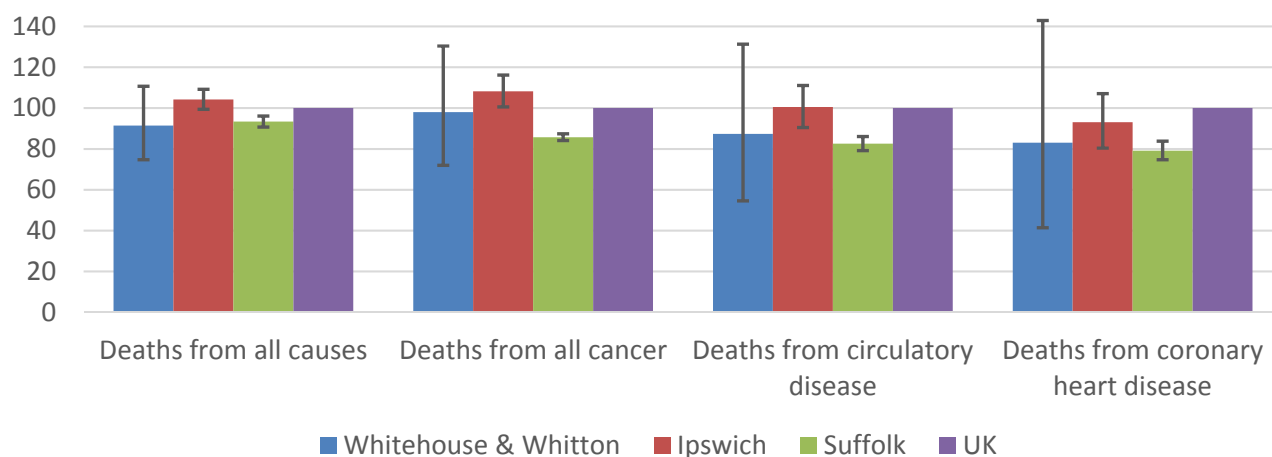 140
120
100
80
60
40
20
0
Deaths from all causes
Deaths from all cancer
Deaths from circulatory
disease
Deaths from coronary
heart disease
Whitehouse & Whitton Ipswich Suffolk UK